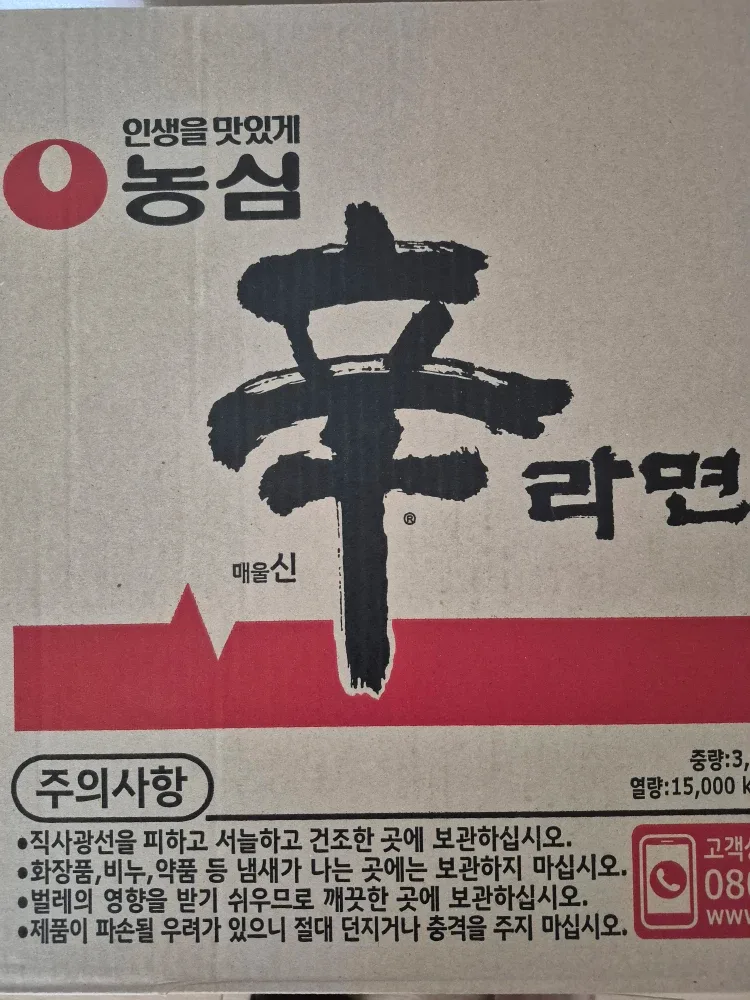 인생을 맛있게
농심
辛
라면
®
매울신
중량:3,
열량:15,000 k
주의사항
•직사광선을 피하고 서늘하고 건조한 곳에 보관하십시오.
•화장품,비누,약품 등 냄새가 나는 곳에는 보관하지 마십시오.
•벌레의 영향을 받기 쉬우므로 깨끗한 곳에 보관하십시오.
•제품이 파손될 우려가 있으니 절대 던지거나 충격을 주지 마십시오.
고객
080
www